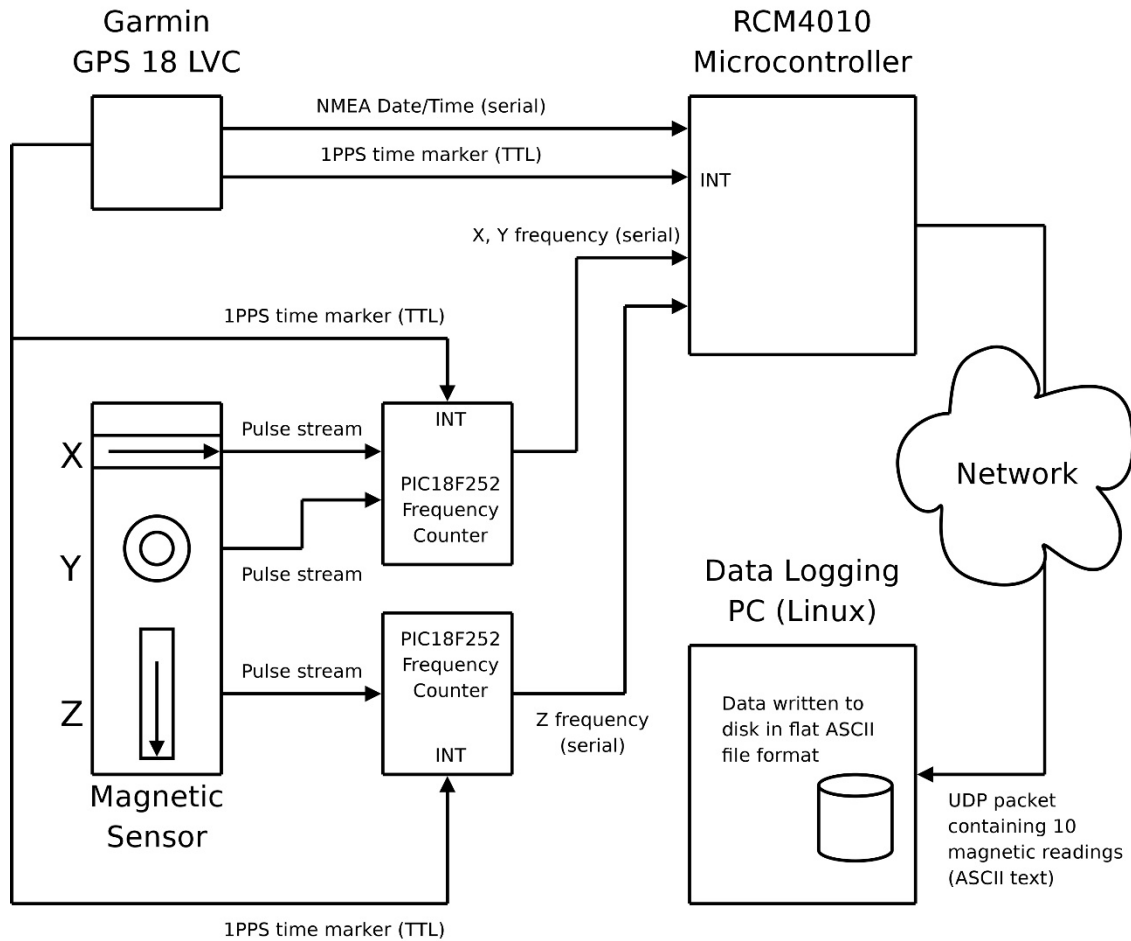 Garmin
GPS 18 LVC
RCM4010
Microcontroller
NMEA Date/Time (serial)
1PPS time marker (TTL)
INT
X, Y frequency (serial)
1PPS time marker (TTL)
INT
X
Pulse stream
PIC18F252
Frequency
Counter
Y
Pulse stream
Network
Data Logging
PC (Linux)
PIC18F252
Frequency
Counter
Pulse stream
Z
Z frequency
(serial)
INT
Data written to
disk in flat ASCII
file format
Magnetic
Sensor
UDP packet
containing 10
magnetic readings
(ASCII text)
1PPS time marker (TTL)